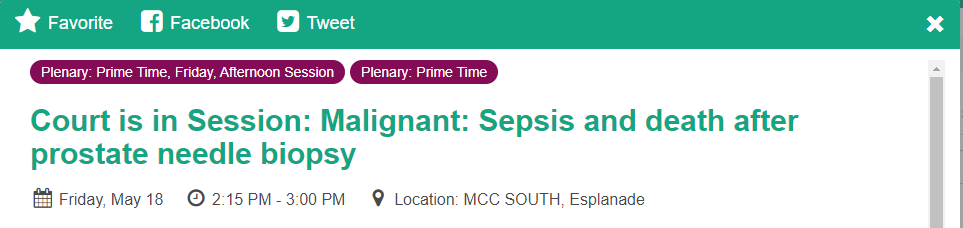 Favorite Facebook Tweet
Plenary: Prime Time, Friday, Afternoon Session Plenary: Prime Time
Court is in Session: Malignant: Sepsis and death after
prostate needle biopsy
Friday, May 18 2:15 PM - 3:00 PM Location: MCC SOUTH, Esplanade